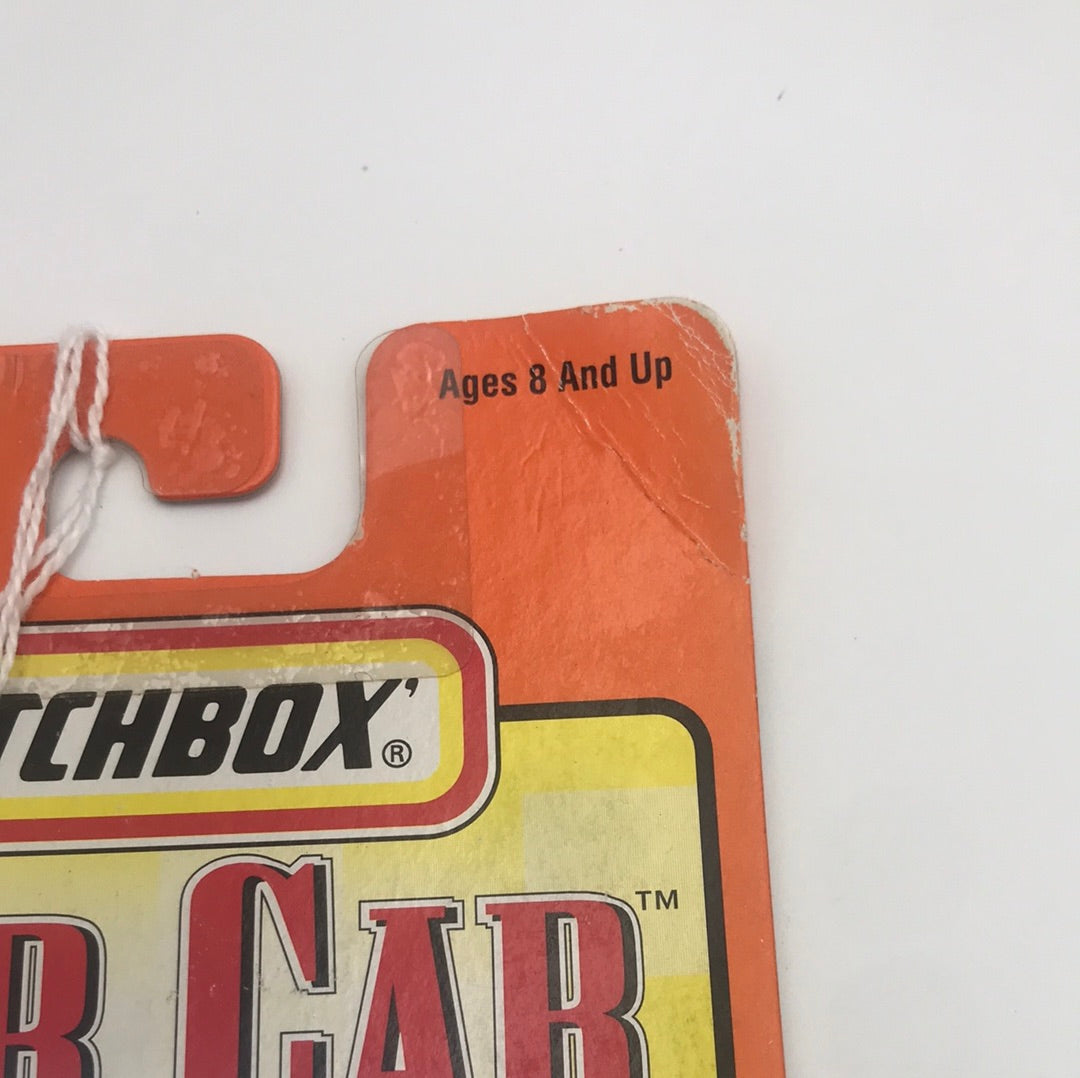 Ages 8 And Up
TCHBOX®
R CAR™